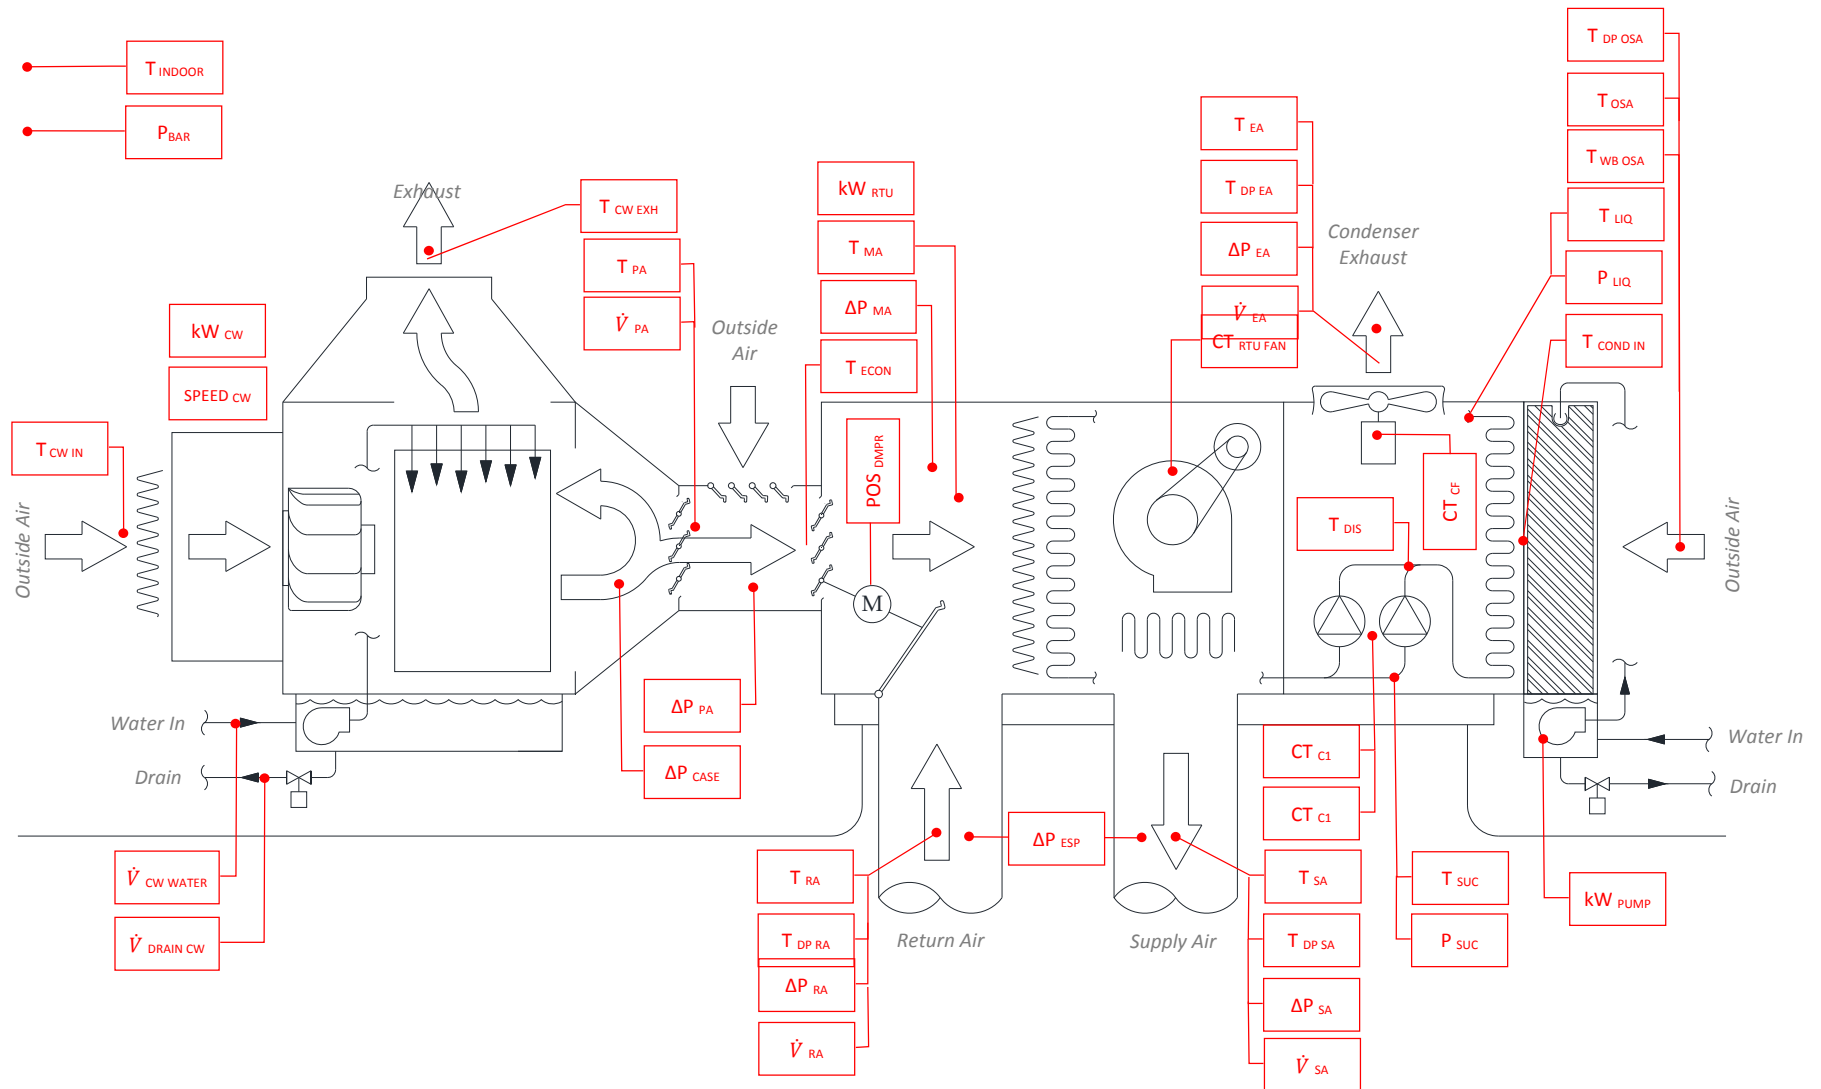 T INDOOR
P BAR
Exhaust
T CW EXH
T PA
V̇ PA
kW CW
SPEED CW
T CW IN
Outside Air
Outside
Air
kW RTU
T MA
ΔP MA
T ECON
POS DMPR
M
T EA
T DP EA
ΔP EA
V̇ EA
CT RTU FAN
Condenser
Exhaust
T DP OSA
T OSA
T WB OSA
T LIQ
P LIQ
T COND IN
CT CF
T DIS
Outside Air
Water In
Drain
ΔP PA
ΔP CASE
V̇ CW WATER
V̇ DRAIN CW
T RA
T DP RA
ΔP RA
V̇ RA
Return Air
ΔP ESP
Supply Air
T SA
T DP SA
ΔP SA
V̇ SA
CT C1
CT C1
T SUC
P SUC
kW PUMP
Water In
Drain